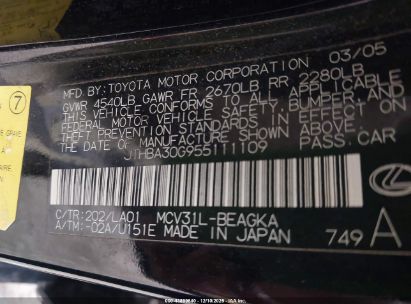 03/05
MFD. BY: TOYOTA MOTOR CORPORATION
GVWR 4540LB GAWR FR 2670LB RR 2280LB
THIS VEHICLE CONFORMS TO ALL APPLICABLE
FEDERAL MOTOR VEHICLE SAFETY, BUMPER AND
THEFT PREVENTION STANDARDS IN EFFECT ON
THE DATE OF MANUFACTURE SHOWN ABOVE.
JTHBA30G955111109 PASS.CAR
C/TR: 202/LA01 MCV31L-BEAGKA
A/TM: -02A/U151E MADE IN JAPAN 749 A
7